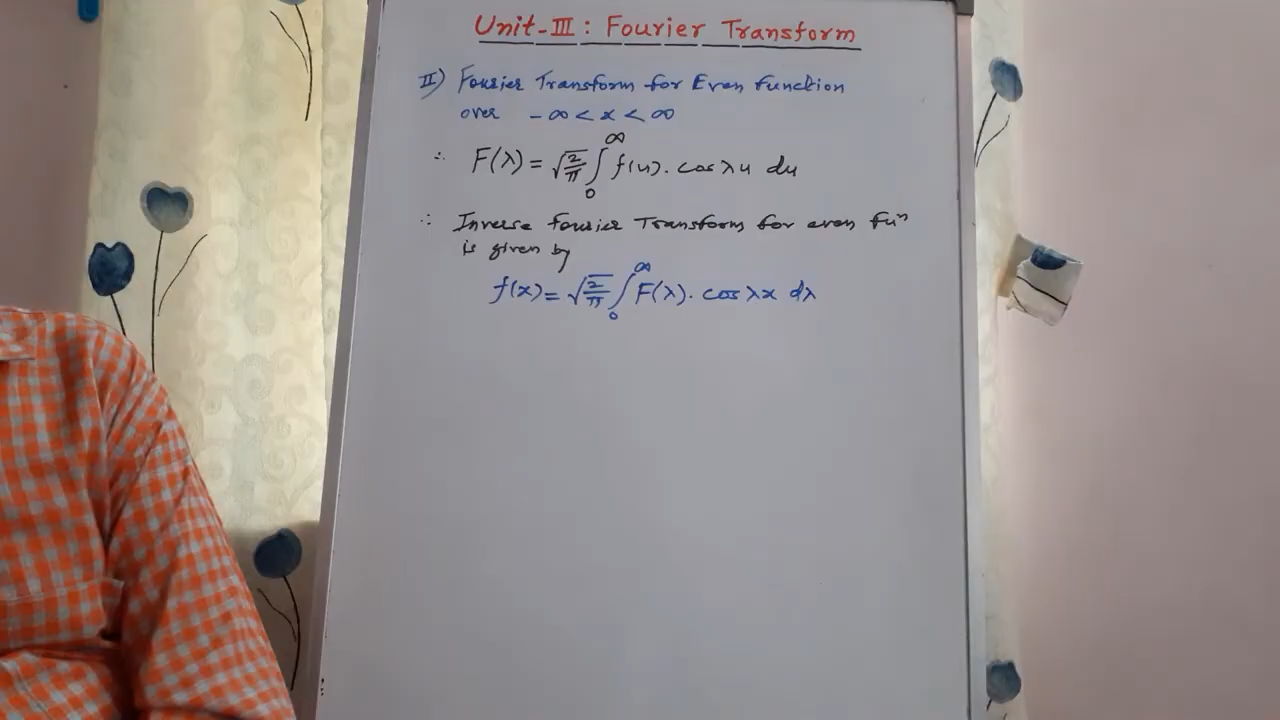 Unit-III : Fourier Transform
II) Fourier Transform for Even function
over -∞ < x < ∞
∴ F(λ) = √2/π ∫₀^∞ f(u). cos λu du
∴ Inverse Fourier Transform for even fuⁿ
is given by
f(x) = √2/π ∫₀^∞ F(λ). cos λx dλ